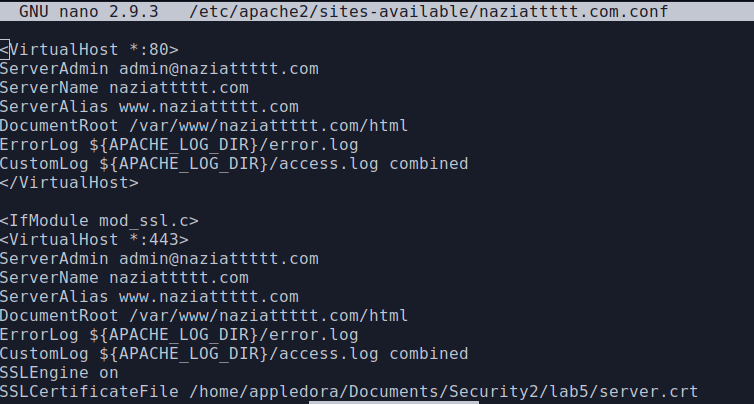 GNU nano 2.9.3 /etc/apache2/sites-available/naziattttt.com.conf
<VirtualHost *:80>
ServerAdmin admin@naziattttt.com
ServerName naziattttt.com
ServerAlias www.naziattttt.com
DocumentRoot /var/www/naziattttt.com/html
ErrorLog ${APACHE_LOG_DIR}/error.log
CustomLog ${APACHE_LOG_DIR}/access.log combined
</VirtualHost>
<IfModule mod_ssl.c>
<VirtualHost *:443>
ServerAdmin admin@naziattttt.com
ServerName naziattttt.com
ServerAlias www.naziattttt.com
DocumentRoot /var/www/naziattttt.com/html
ErrorLog ${APACHE_LOG_DIR}/error.log
CustomLog ${APACHE_LOG_DIR}/access.log combined
SSLEngine on
SSLCertificateFile /home/appledora/Documents/Security2/lab5/server.crt